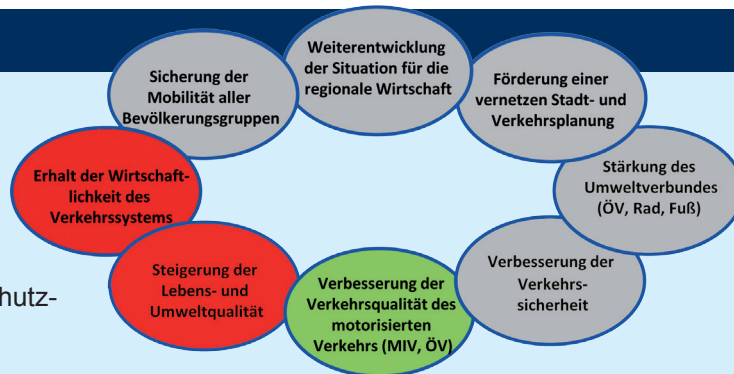 Weiterentwicklung
der Situation für die
regionale Wirtschaft
Sicherung der
Mobilität aller
Bevölkerungsgruppen
Förderung einer
vernetzen Stadt- und
Verkehrsplanung
Erhalt der Wirtschaft-
lichkeit des
Verkehrssystems
Stärkung des
Umweltverbundes
(ÖV, Rad, Fuß)
Steigerung der
Lebens- und
Umweltqualität
Verbesserung der
Verkehrsqualität des
motorisierten
Verkehrs (MIV, ÖV)
Verbesserung der
Verkehrs-
sicherheit
hutz-